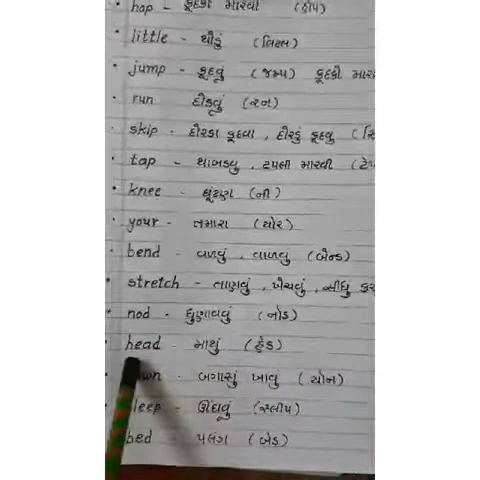 hop - કૂદકા મારવા (હોપ)
little - થોડું (લિટલ)
jump - કૂદવું (જમ્પ) કૂદકો
run દોડવું (રન)
skip - દોરડા કૂદવા , દોરડું કૂદવુ
tap - થાબડવુ , ટપલી મારવી
knee - ઘૂંટણ (ની)
your - તમારા (યોર)
bend - વળવું , વાળવુ (બેન્ડ)
stretch - તાણવું , ખેંચવું , સીધુ
nod - ધુણાવવું (નોડ)
head - માથું (હેડ)
- બગાસું ખાવું (યોન)
- ઊંઘવું (સ્લીપ)
bed - પલંગ (બેડ)